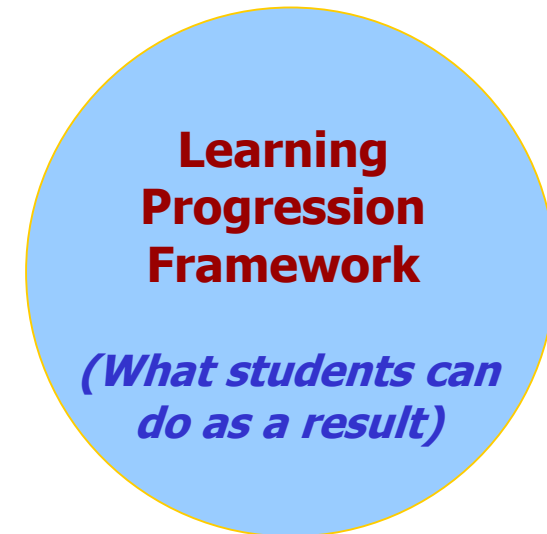 Learning
Progression
Framework
(What students can
do as a result)